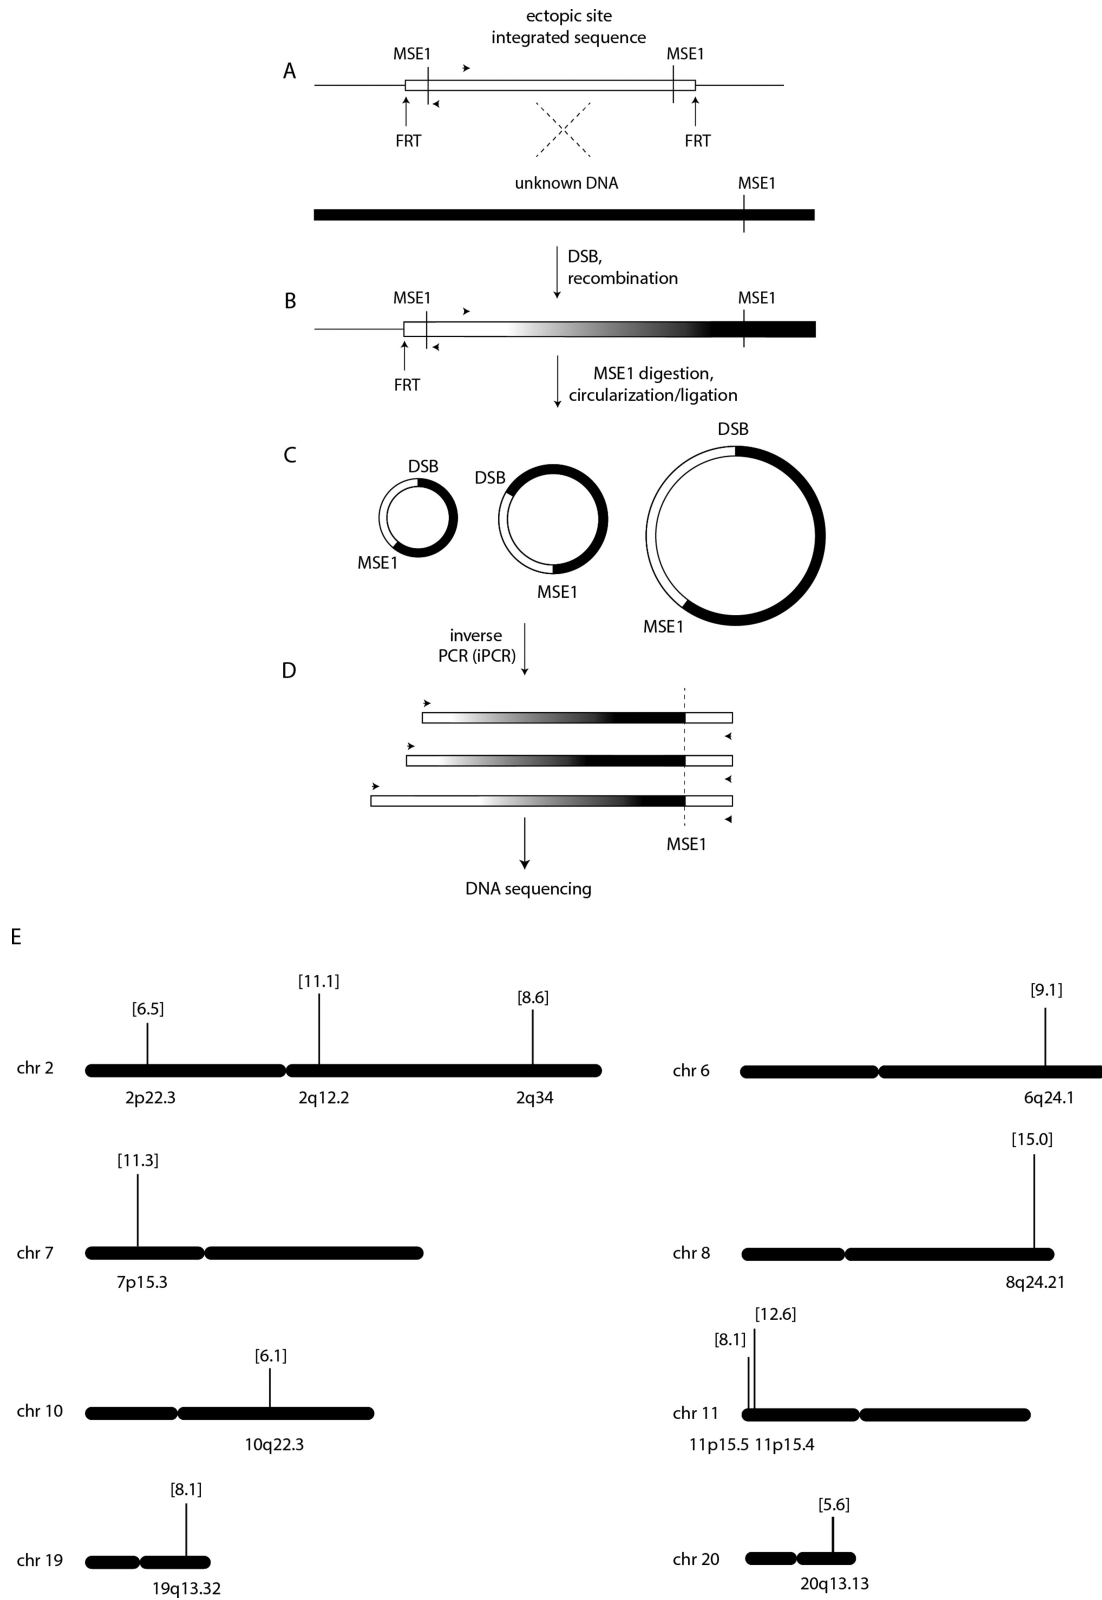 ectopic site
integrated sequence
MSE1 MSE1
A
FRT FRT
unknown DNA MSE1
DSB,
recombination
B MSE1 MSE1
FRT
MSE1 digestion,
circularization/ligation
C DSB
DSB DSB
MSE1
MSE1
MSE1
inverse
PCR (iPCR)
D
MSE1
DNA sequencing
E
[6.5] [11.1] [8.6]
chr 2
2p22.3 2q12.2 2q34
[9.1]
chr 6
6q24.1
[11.3]
chr 7
7p15.3
[15.0]
chr 8
8q24.21
[6.1]
chr 10
10q22.3
[12.6]
[8.1]
chr 11
11p15.5 11p15.4
[8.1]
chr 19
19q13.32
[5.6]
chr 20
20q13.13